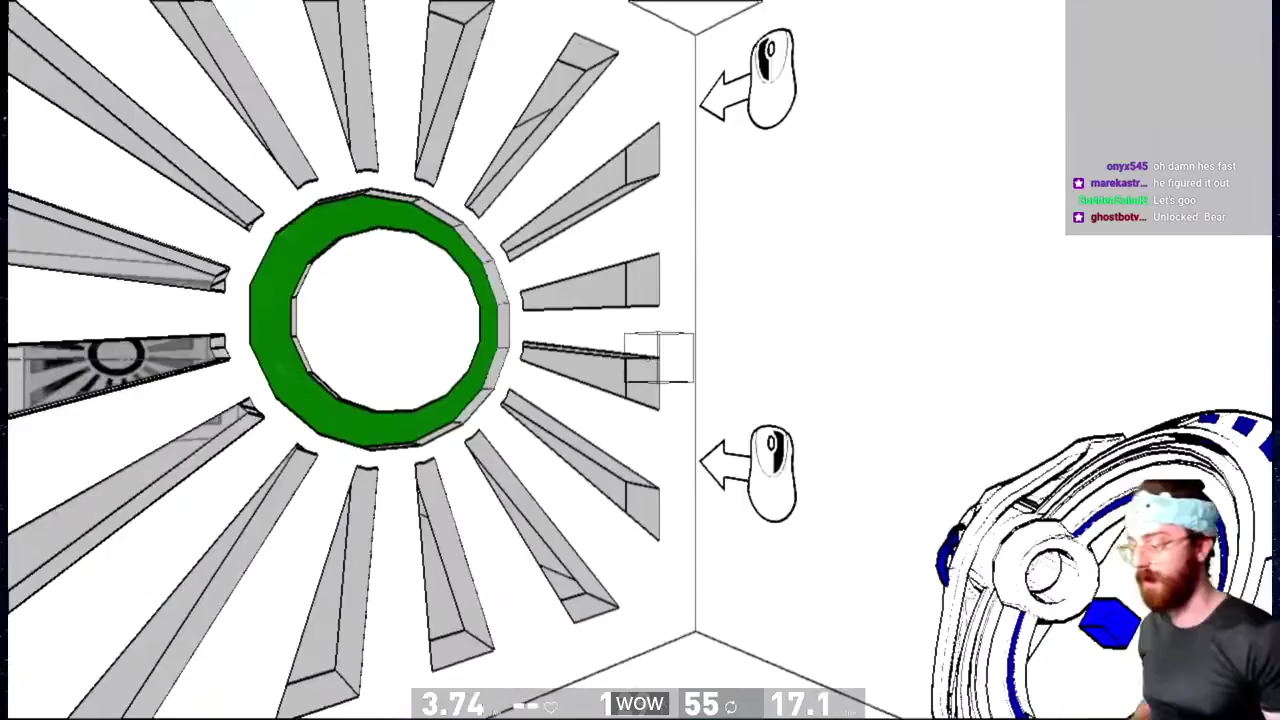 onyx545 oh damn hes fast
marekastr... he figured it out
Let's goo
ghostbotv... Unlocked Bear
3.74 -- 1 WOW 55 17.1